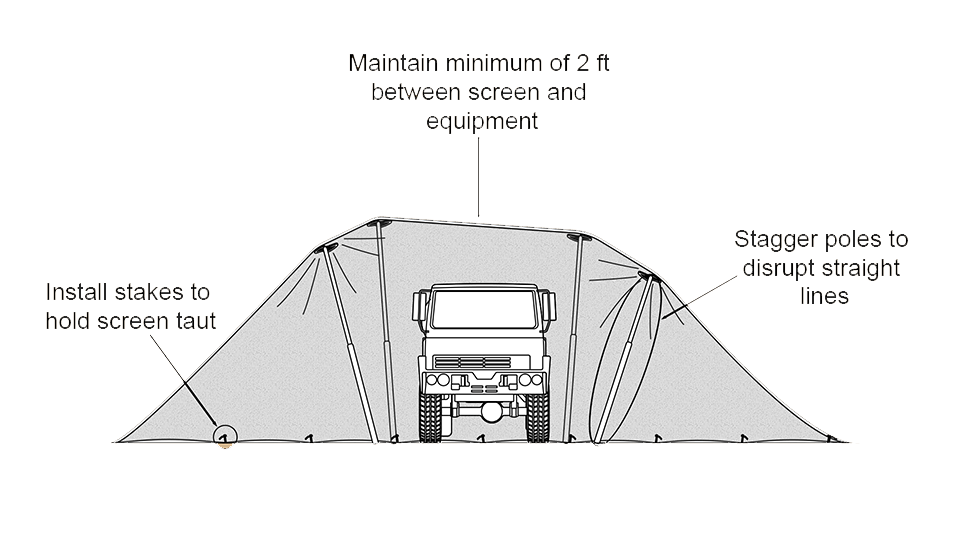 Maintain minimum of 2 ft
between screen and
equipment
Stagger poles to
disrupt straight
lines
Install stakes to
hold screen taut